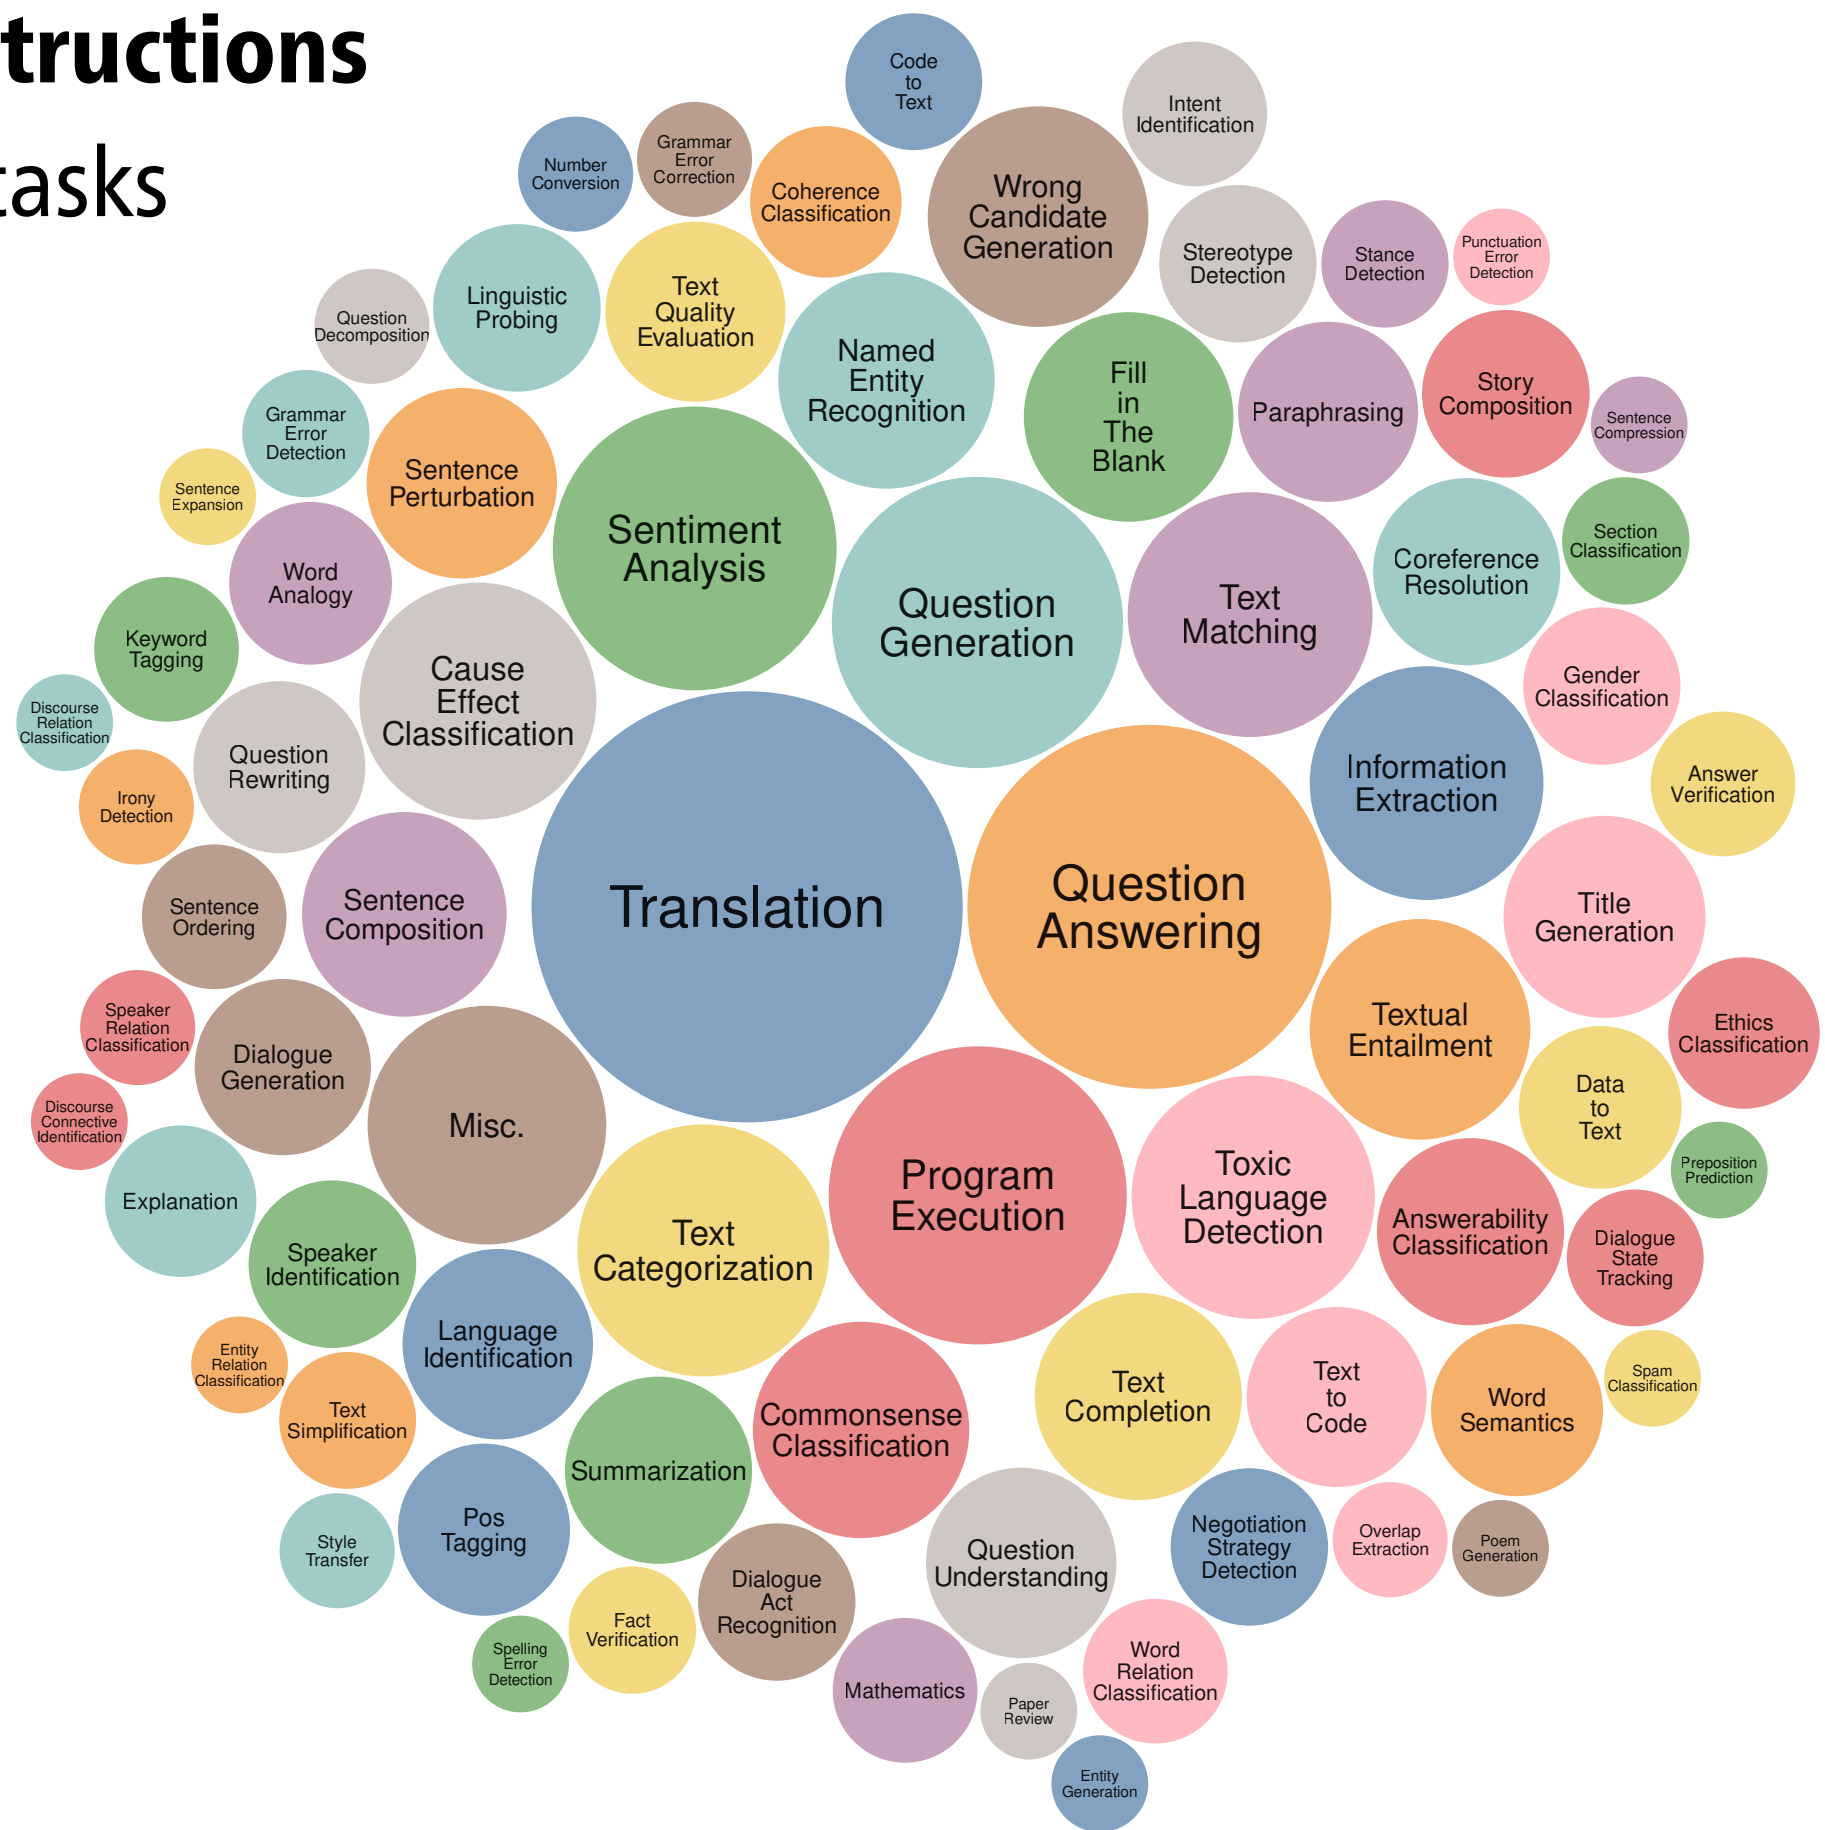 tructions
tasks
Code
to
Text
Intent
Identification
Number
Conversion
Grammar
Error
Correction
Coherence
Classification
Wrong
Candidate
Generation
Stereotype
Detection
Stance
Detection
Punctuation
Error
Detection
Question
Decomposition
Linguistic
Probing
Text
Quality
Evaluation
Named
Entity
Recognition
Fill
in
The
Blank
Paraphrasing
Story
Composition
Sentence
Compression
Grammar
Error
Detection
Sentence
Expansion
Sentence
Perturbation
Sentiment
Analysis
Question
Generation
Text
Matching
Coreference
Resolution
Section
Classification
Word
Analogy
Keyword
Tagging
Cause
Effect
Classification
Gender
Classification
Discourse
Relation
Classification
Question
Rewriting
Information
Extraction
Answer
Verification
Irony
Detection
Sentence
Ordering
Sentence
Composition
Translation
Question
Answering
Title
Generation
Speaker
Relation
Classification
Dialogue
Generation
Misc.
Textual
Entailment
Ethics
Classification
Data
to
Text
Discourse
Connective
Identification
Explanation
Program
Execution
Toxic
Language
Detection
Answerability
Classification
Preposition
Prediction
Dialogue
State
Tracking
Speaker
Identification
Text
Categorization
Language
Identification
Entity
Relation
Classification
Text
Simplification
Commonsense
Classification
Text
Completion
Text
to
Code
Word
Semantics
Spam
Classification
Summarization
Pos
Tagging
Style
Transfer
Question
Understanding
Negotiation
Strategy
Detection
Overlap
Extraction
Poem
Generation
Dialogue
Act
Recognition
Fact
Verification
Spelling
Error
Detection
Mathematics
Paper
Review
Word
Relation
Classification
Entity
Generation